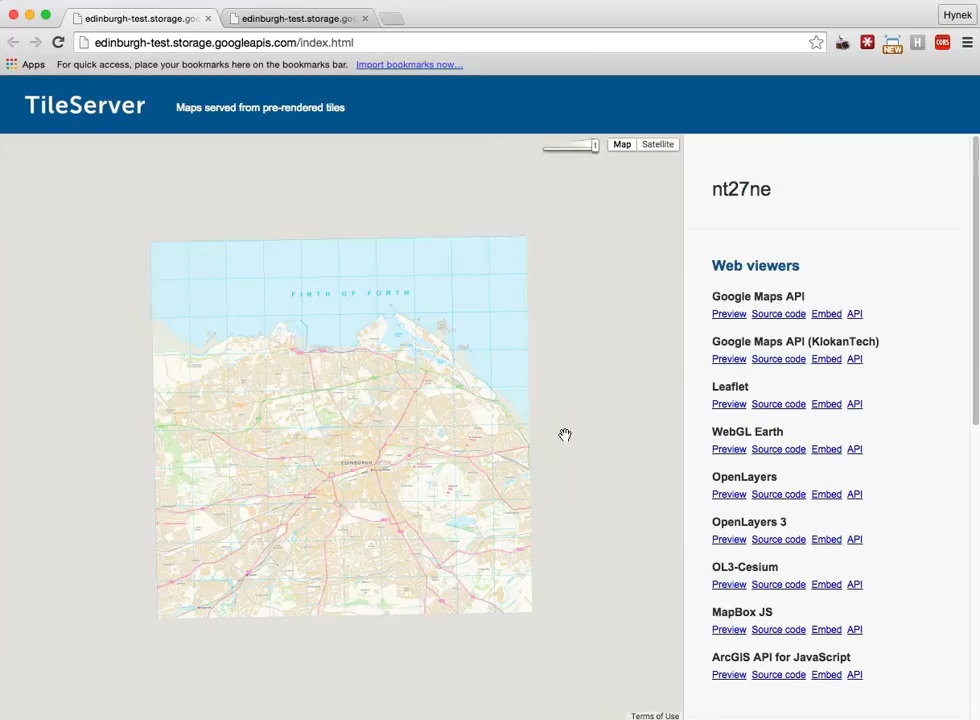 edinburgh-test.storage.goo
edinburgh-test.storage.goo
Hynek
edinburgh-test.storage.googleapis.com/index.html
NEW
H
CORS
Apps
For quick access, place your bookmarks here on the bookmarks bar. Import bookmarks now...
TileServer
Maps served from pre-rendered tiles
Map Satellite
nt27ne
FIRTH OF FORTH
EDINBURGH
Web viewers
Google Maps API
Preview Source code Embed API
Google Maps API (KlokanTech)
Preview Source code Embed API
Leaflet
Preview Source code Embed API
WebGL Earth
Preview Source code Embed API
OpenLayers
Preview Source code Embed API
OpenLayers 3
Preview Source code Embed API
OL3-Cesium
Preview Source code Embed API
MapBox JS
Preview Source code Embed API
ArcGIS API for JavaScript
Preview Source code Embed API
Terms of Use